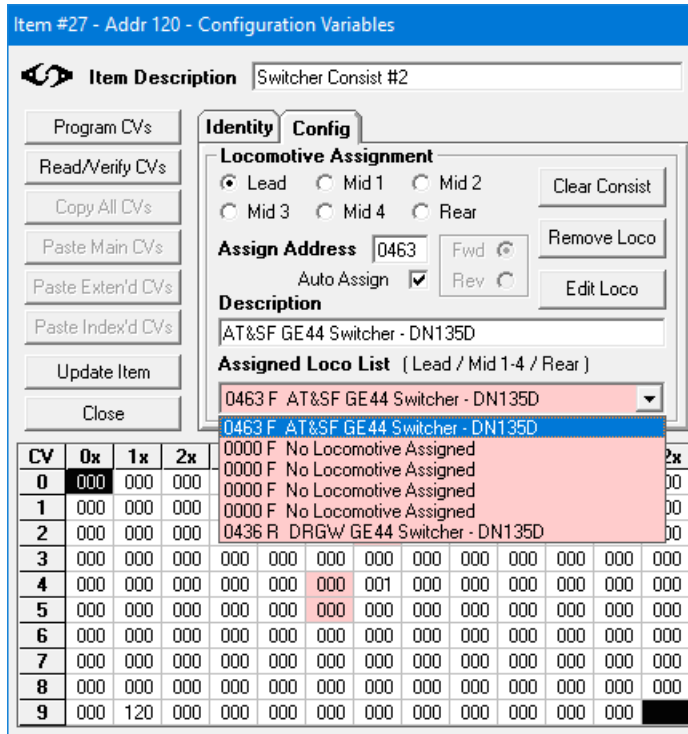 Item #27 - Addr 120 - Configuration Variables
Item Description Switcher Consist #2
Program CVs
Read/Verify CVs
Copy All CVs
Paste Main CVs
Paste Exten'd CVs
Paste Index'd CVs
Update Item
Close
Identity Config
Locomotive Assignment
Lead Mid 1 Mid 2
Mid 3 Mid 4 Rear
Clear Consist
Remove Loco
Edit Loco
Assign Address 0463 Fwd
Auto Assign Rev
Description
AT&SF GE44 Switcher - DN135D
Assigned Loco List ( Lead / Mid 1-4 / Rear )
0463 F AT&SF GE44 Switcher - DN135D
0463 F AT&SF GE44 Switcher - DN135D
0000 F No Locomotive Assigned
0000 F No Locomotive Assigned
0000 F No Locomotive Assigned
0000 F No Locomotive Assigned
0436 R DRGW GE44 Switcher - DN135D
CV 0x 1x 2x
0 000 000 000
1 000 000 000
2 000 000 000
3 000 000 000 000 000 000 000 000 000 000 000 000 000
4 000 000 000 000 000 000 001 000 000 000 000 000 000
5 000 000 000 000 000 000 000 000 000 000 000 000 000
6 000 000 000 000 000 000 000 000 000 000 000 000 000
7 000 000 000 000 000 000 000 000 000 000 000 000 000
8 000 000 000 000 000 000 000 000 000 000 000 000 000
9 000 120 000 000 000 000 000 000 000 000 000 000